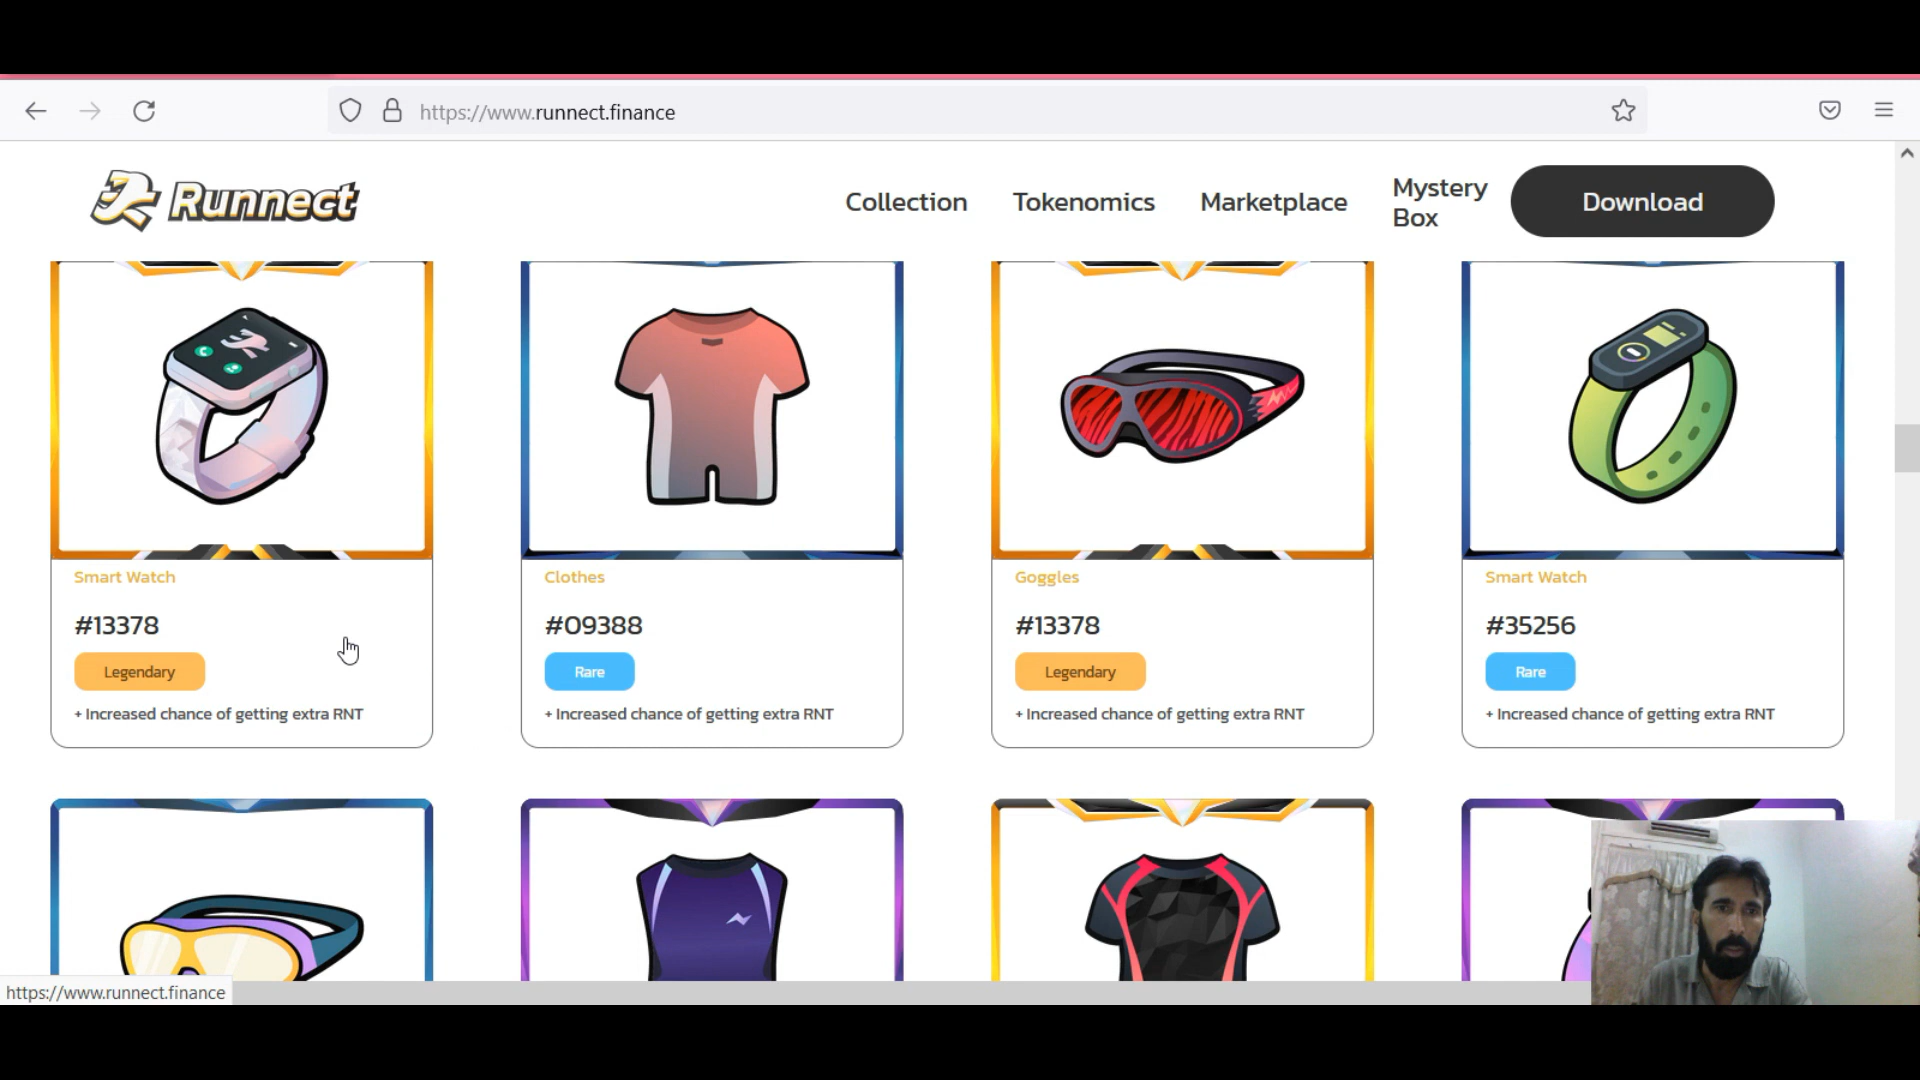 https://www.runnect.finance
Runnect
Collection
Tokenomics
Marketplace
Mystery
Box
Download
Smart Watch
Clothes
Goggles
Smart Watch
#13378
#09388
#13378
#35256
Legendary
Rare
Legendary
Rare
+ Increased chance of getting extra RNT
+ Increased chance of getting extra RNT
+ Increased chance of getting extra RNT
+ Increased chance of getting extra RNT
https://www.runnect.finance